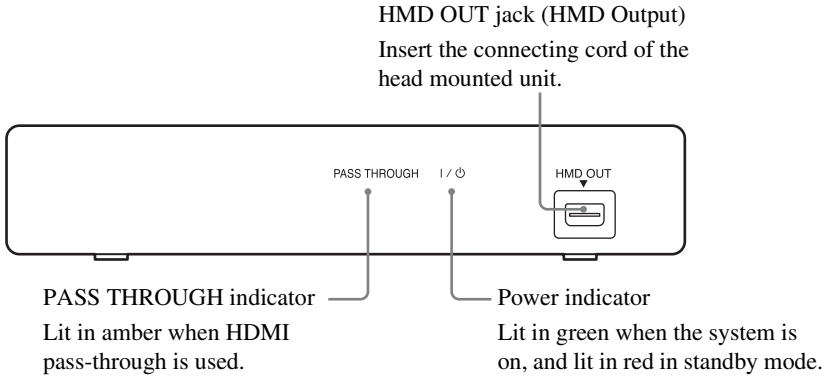 HMD OUT jack (HMD Output)
Insert the connecting cord of the
head mounted unit.
PASS THROUGH
I / ⏻
HMD OUT
PASS THROUGH indicator
Lit in amber when HDMI
pass-through is used.
Power indicator
Lit in green when the system is
on, and lit in red in standby mode.